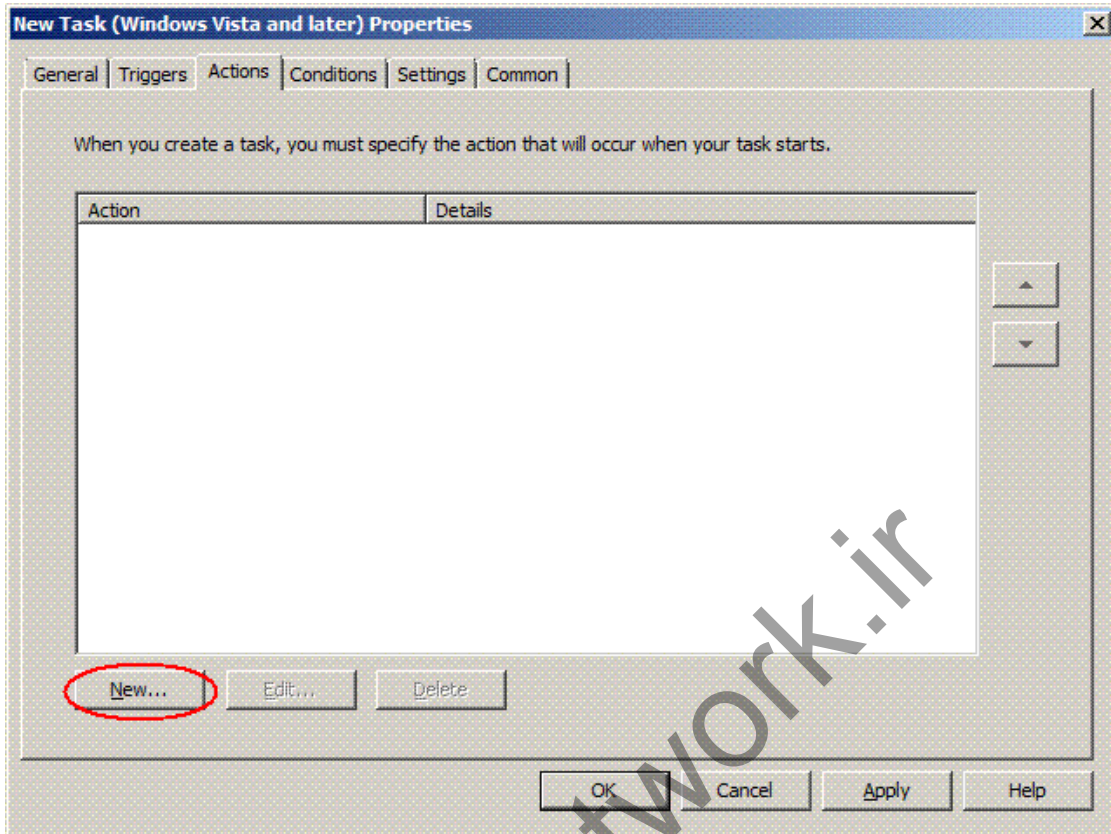 New Task (Windows Vista and later) Properties
General Triggers Actions Conditions Settings Common
When you create a task, you must specify the action that will occur when your task starts.
Action Details
New... Edit... Delete
OK Cancel Apply Help
twork.ir